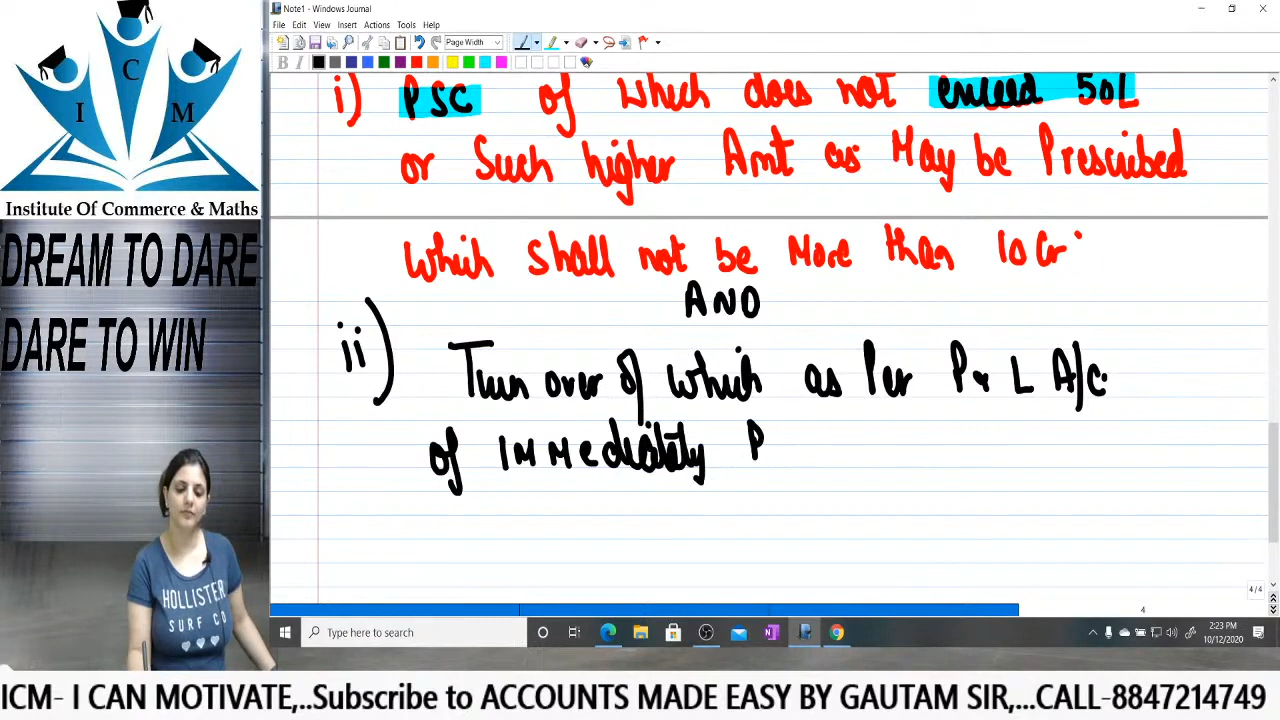 Note1 - Windows Journal
File Edit View Insert Actions Tools Help
Page Width
B I
i) PSC of which does not exceed 50L
or Such higher Amt as May be Prescribed
which shall not be More than 10 Cr.
AND
ii) Turn over of which as Per P & L A/c.
of Immediately P
4/4
4
I C M
Institute Of Commerce & Maths
DREAM TO DARE
DARE TO WIN
HOLLISTER
SURF CO
Type here to search
2:23 PM
10/12/2020
ICM- I CAN MOTIVATE,..Subscribe to ACCOUNTS MADE EASY BY GAUTAM SIR,...CALL-8847214749